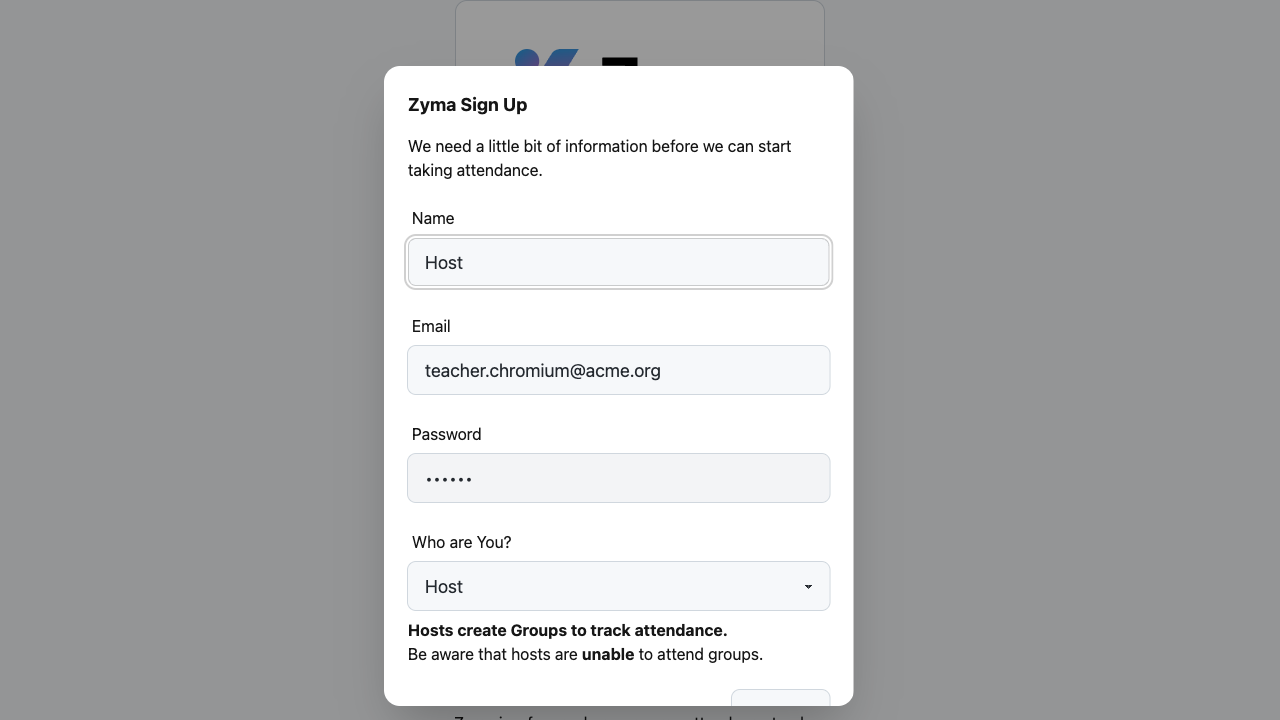 Zyma Sign Up
We need a little bit of information before we can start
taking attendance.
Name
Host
Email
teacher.chromium@acme.org
Password
••••••
Who are You?
Host
Hosts create Groups to track attendance.
Be aware that hosts are unable to attend groups.